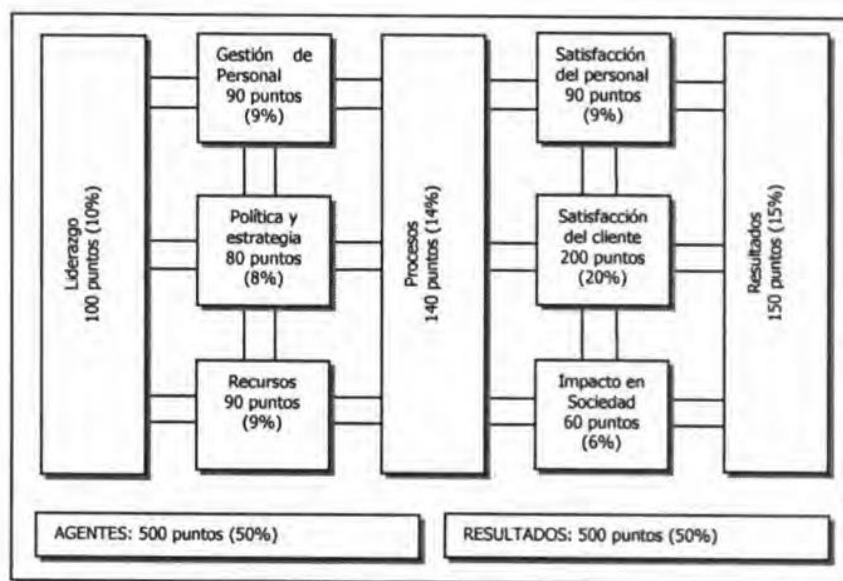 Liderazgo
100 puntos (10%)
Gestión de
Personal
90 puntos
(9%)
Política y
estrategia
80 puntos
(8%)
Recursos
90 puntos
(9%)
Procesos
140 puntos (14%)
Satisfacción
del personal
90 puntos
(9%)
Satisfacción
del cliente
200 puntos
(20%)
Impacto en
Sociedad
60 puntos
(6%)
Resultados
150 puntos (15%)
AGENTES: 500 puntos (50%)
RESULTADOS: 500 puntos (50%)